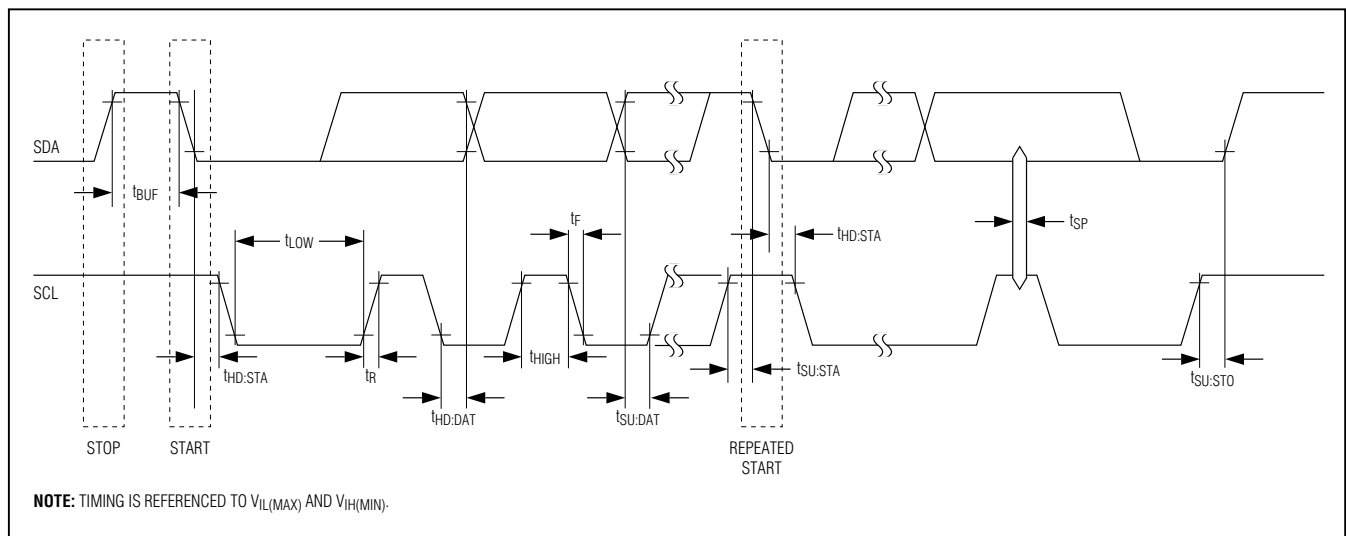 SDA
tBUF
tLOW
tF
tHD:STA
tSP
SCL
tHD:STA
tR
tHD:DAT
tHIGH
tSU:DAT
tSU:STA
tSU:STO
STOP
START
REPEATED
START
NOTE: TIMING IS REFERENCED TO VIL(MAX) AND VIH(MIN).